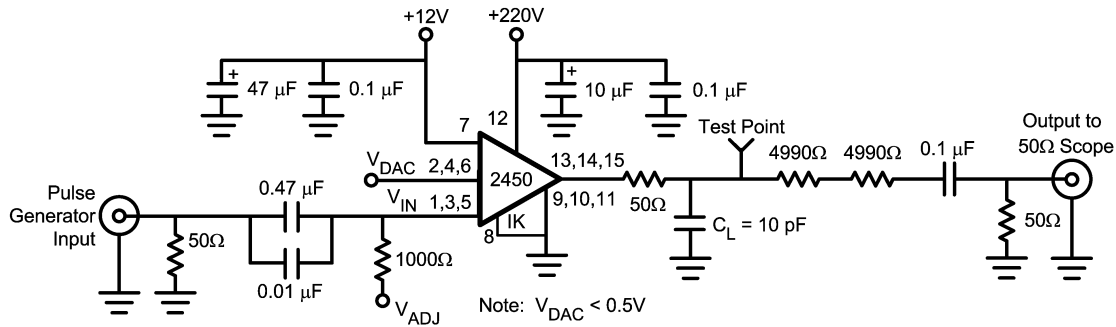 +12V
+220V
+
47 µF
0.1 µF
+
10 µF
0.1 µF
7
12
Test Point
Output to
50Ω Scope
V_DAC
2,4,6
2450
13,14,15
4990Ω
4990Ω
0.1 µF
Pulse
Generator
Input
0.47 µF
V_IN
1,3,5
IK
9,10,11
50Ω
8
50Ω
1000Ω
C_L = 10 pF
50Ω
0.01 µF
V_ADJ
Note: V_DAC < 0.5V